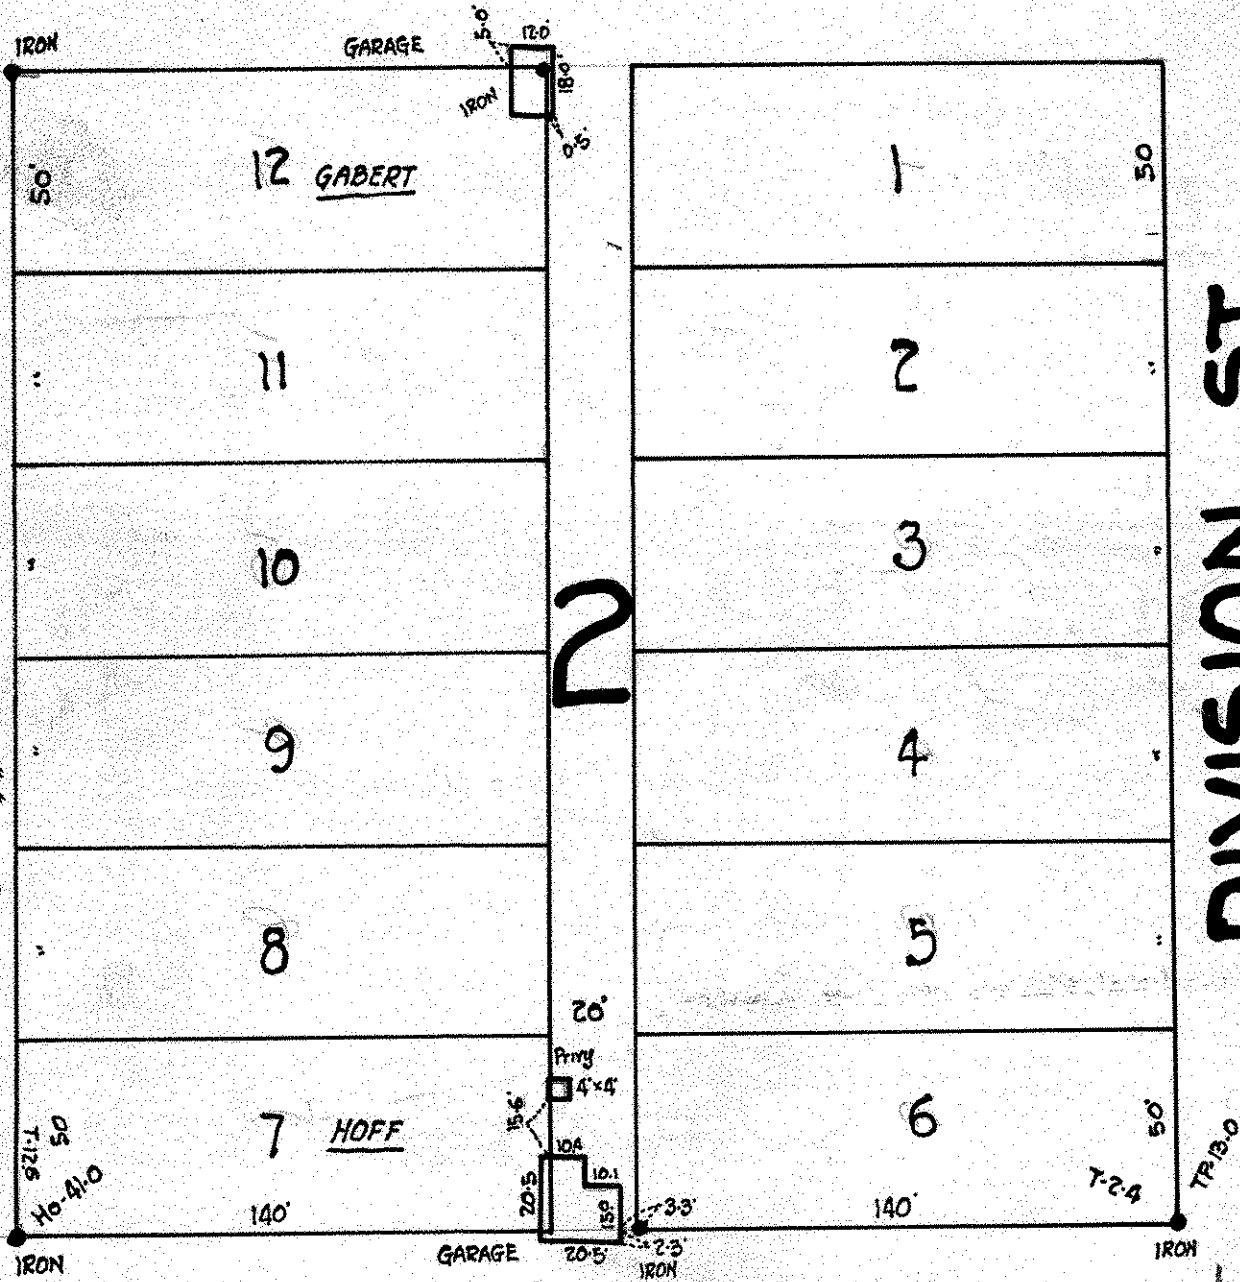 IRON
GARAGE
5.0'
12.0'
18.0'
IRON
0.5'
50'
12
GABERT
1
50
11
"
2
"
DIVISION ST
10
"
2
3
"
9
"
4
"
8
"
20'
5
"
Privy
4'×4'
7
HOFF
15.6'
6
50'
50
T-12.8
Ho-41.0
10.4
10.1
20.5
15.0
T-2.4
TP-13.0
140'
3.3'
140'
GARAGE
20.5'
2.3'
IRON
IRON
IRON